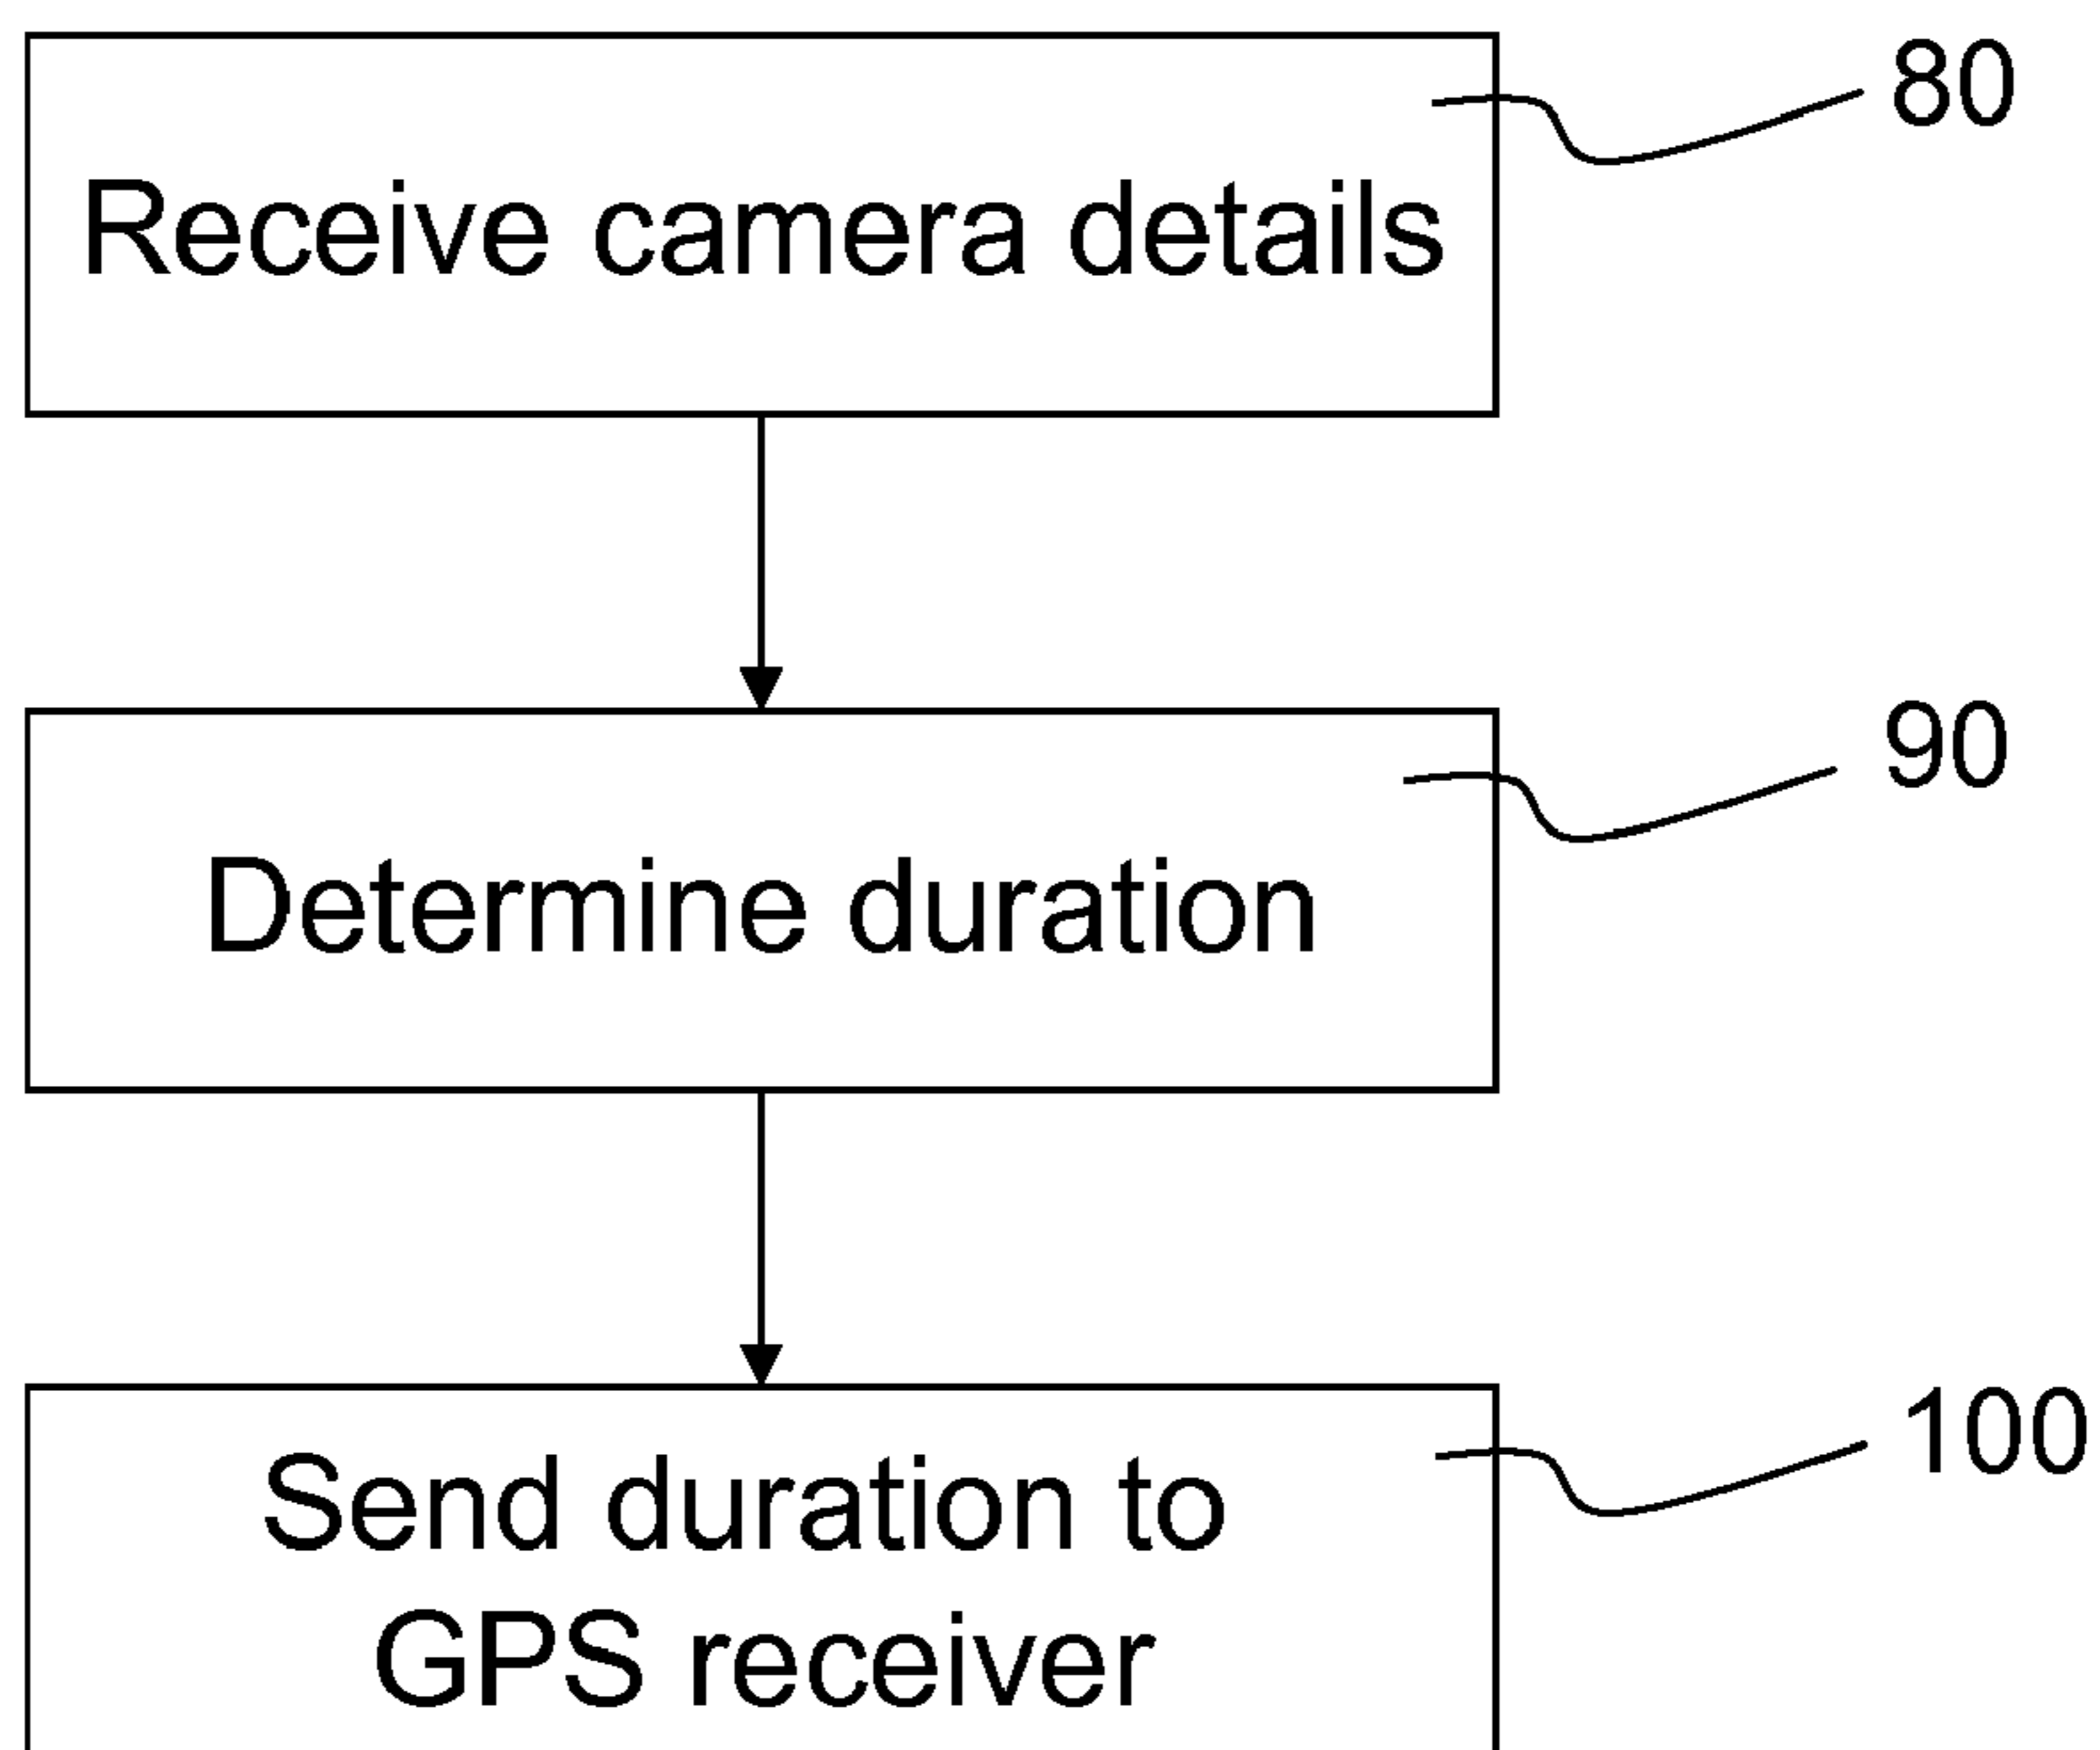 80
Receive camera details
90
Determine duration
100
Send duration to
GPS receiver